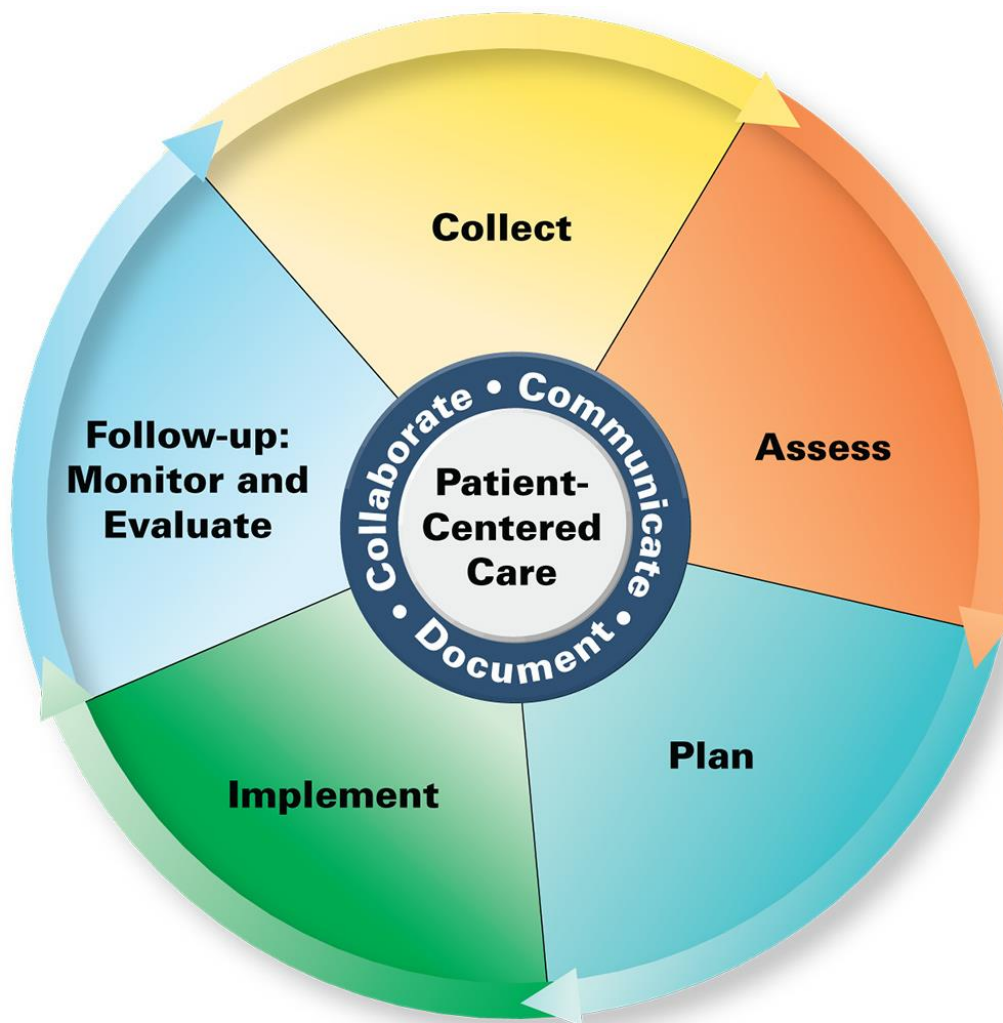 Collect
Assess
Plan
Implement
Follow-up:
Monitor and
Evaluate
Collaborate • Communicate • Document •
Patient-
Centered
Care